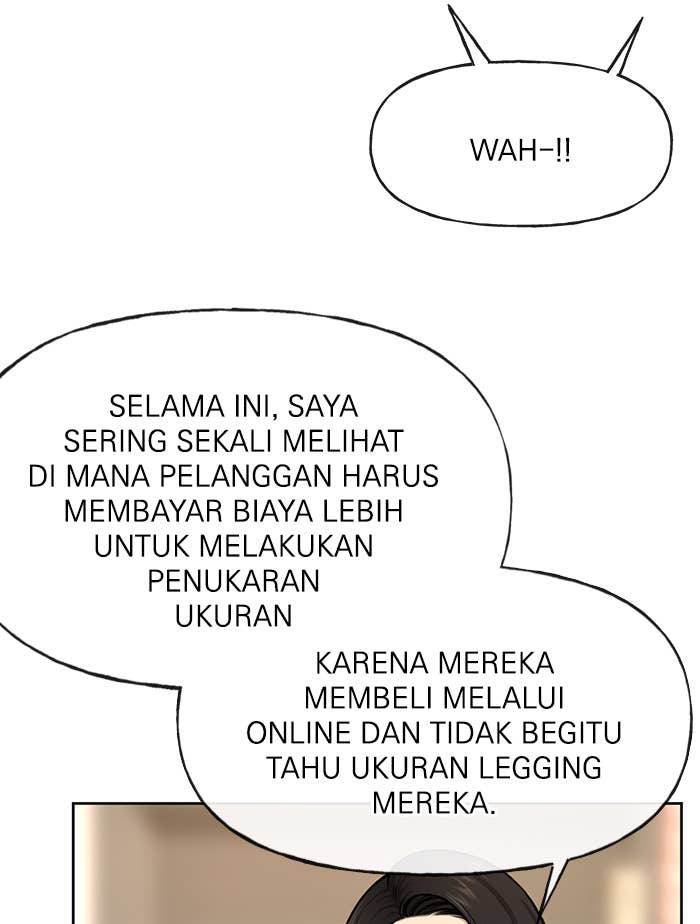 WAH-!!
SELAMA INI, SAYA
SERING SEKALI MELIHAT
DI MANA PELANGGAN HARUS
MEMBAYAR BIAYA LEBIH
UNTUK MELAKUKAN
PENUKARAN
UKURAN
KARENA MEREKA
MEMBELI MELALUI
ONLINE DAN TIDAK BEGITU
TAHU UKURAN LEGGING
MEREKA.